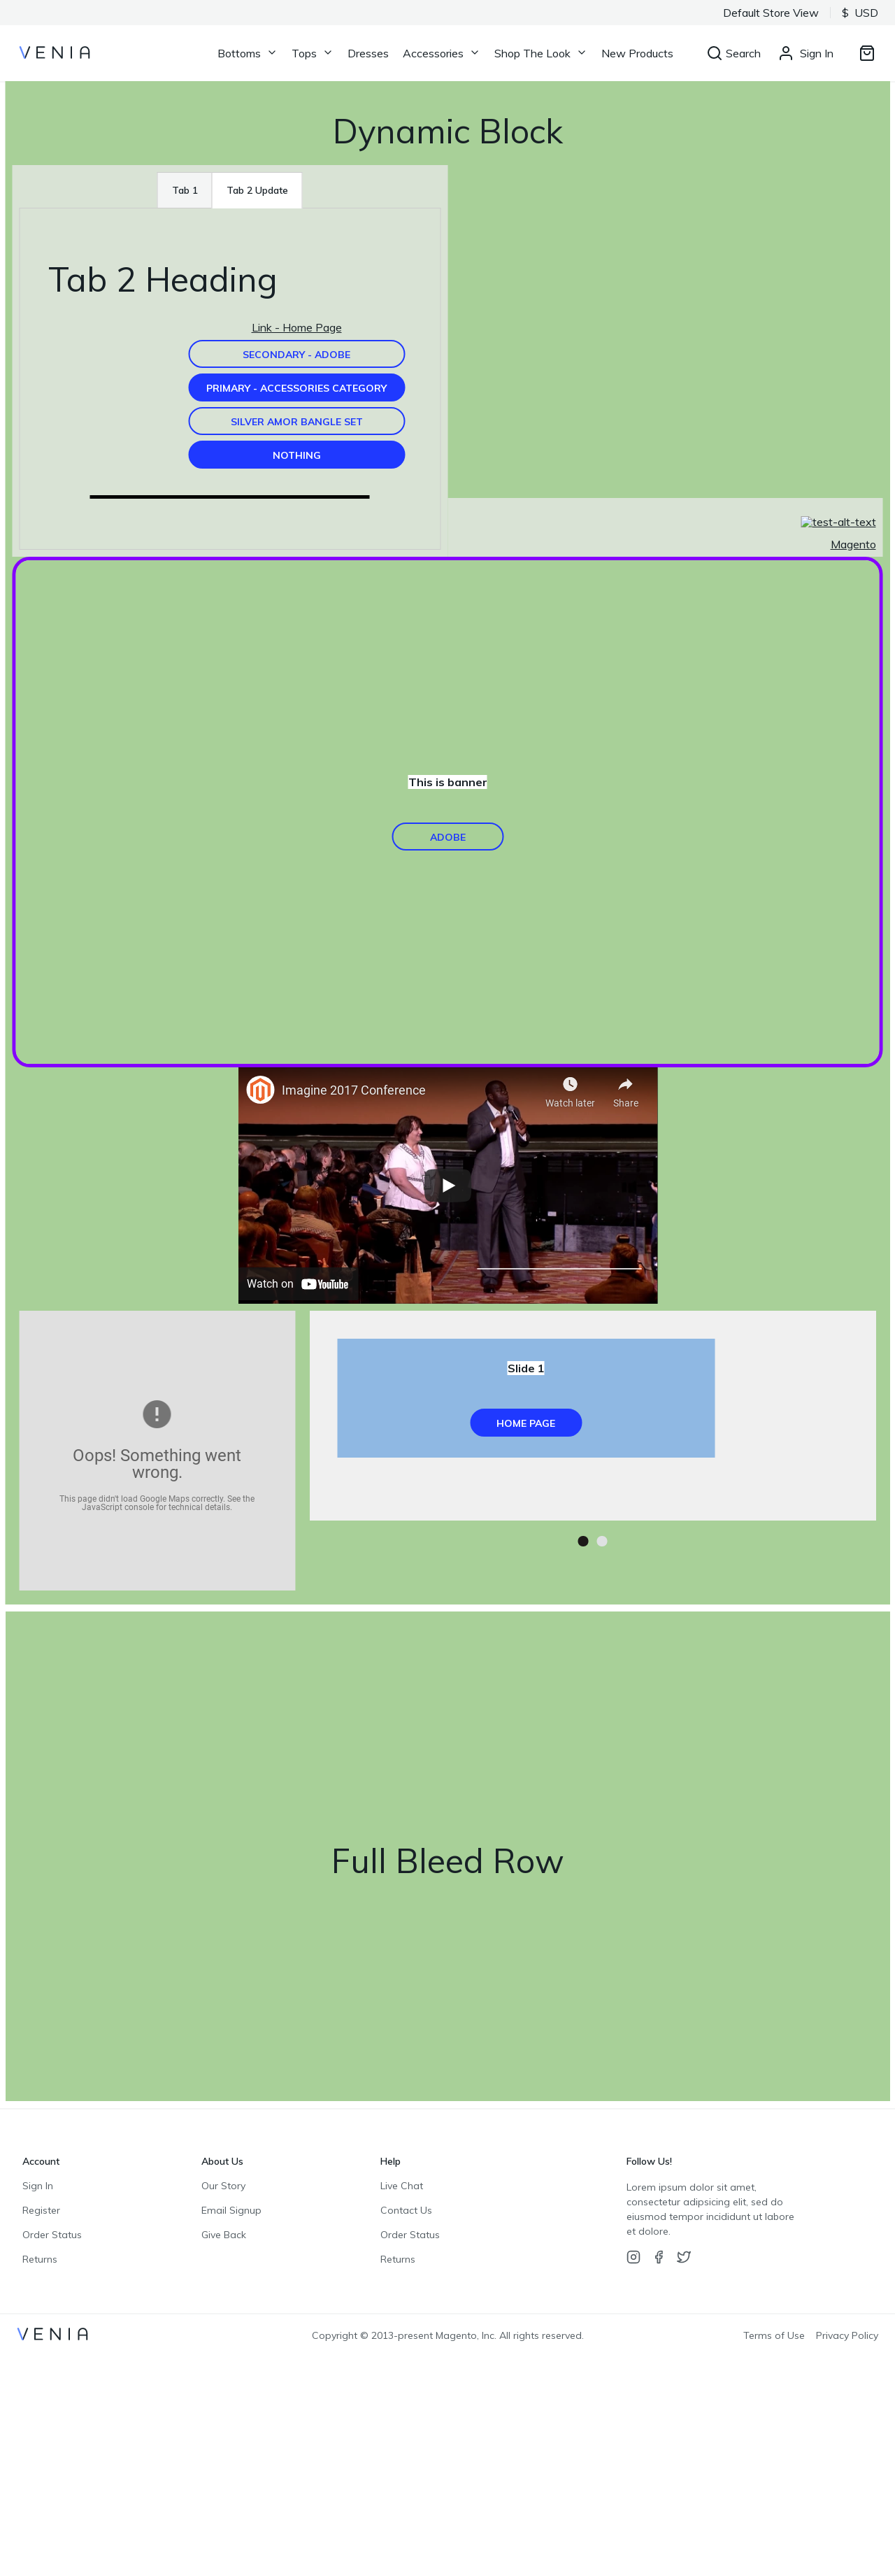 Default Store View
$ USD
VENIA
Bottoms
Tops
Dresses
Accessories
Shop The Look
New Products
Search
Sign In
Dynamic Block
Tab 1
Tab 2 Update
Tab 2 Heading
Link - Home Page
SECONDARY - ADOBE
PRIMARY - ACCESSORIES CATEGORY
SILVER AMOR BANGLE SET
NOTHING
test-alt-text
Magento
This is banner
ADOBE
Imagine 2017 Conference
Watch later
Share
Watch on YouTube
Oops! Something went
wrong.
This page didn't load Google Maps correctly. See the
JavaScript console for technical details.
Slide 1
HOME PAGE
Full Bleed Row
Account
Sign In
Register
Order Status
Returns
About Us
Our Story
Email Signup
Give Back
Help
Live Chat
Contact Us
Order Status
Returns
Follow Us!
Lorem ipsum dolor sit amet,
consectetur adipsicing elit, sed do
eiusmod tempor incididunt ut labore
et dolore.
VENIA
Copyright © 2013-present Magento, Inc. All rights reserved.
Terms of Use
Privacy Policy